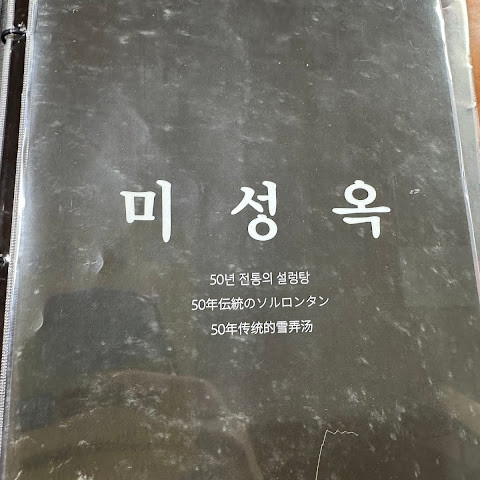 미성옥
50년 전통의 설렁탕
50年伝統のソルロンタン
50年传统的雪弄汤